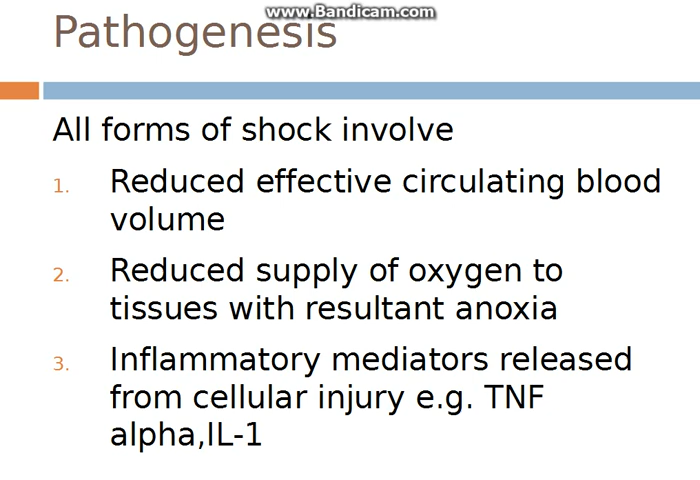 www.Bandicam.com
Pathogenesis
All forms of shock involve
1. Reduced effective circulating blood
volume
2. Reduced supply of oxygen to
tissues with resultant anoxia
3. Inflammatory mediators released
from cellular injury e.g. TNF
alpha,IL-1